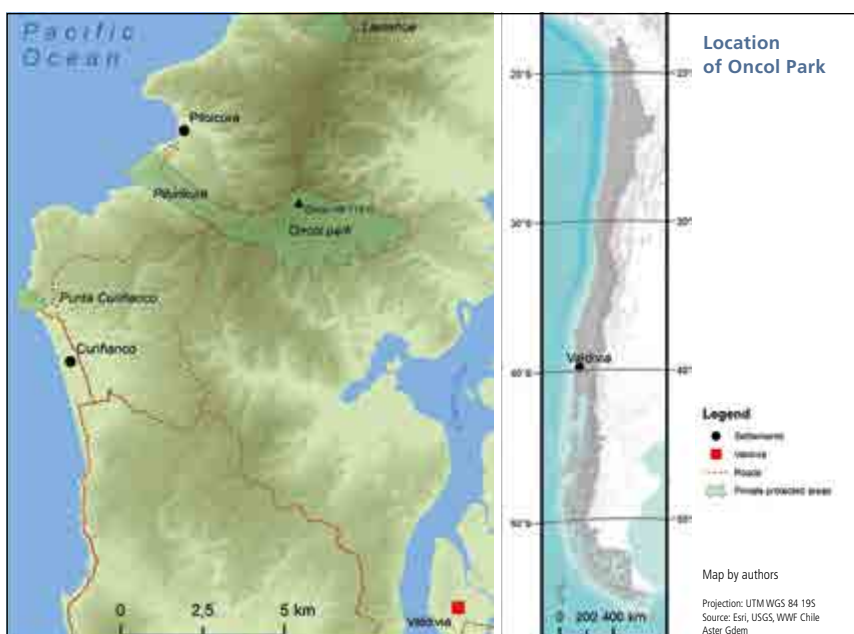 Pacific
Ocean
Pilolcura
Oncol park
Punta Curiñanco
Curiñanco
Valdivia
0 2,5 5 km
Valdivia
20°S
30°S
30°
40°S
40°
50°S
50°
0 200 400 km
Location
of Oncol Park
Legend
Settlements
Valdivia
Roads
Private protected areas
Map by authors
Projection: UTM WGS 84 19S
Source: Esri, USGS, WWF Chile
Aster Gdem